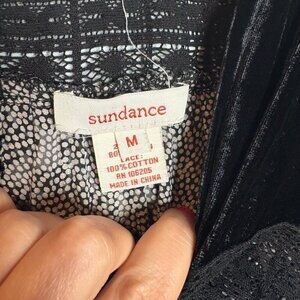 sundance
M
LACE:
100% COTTON
RN 106205
MADE IN CHINA